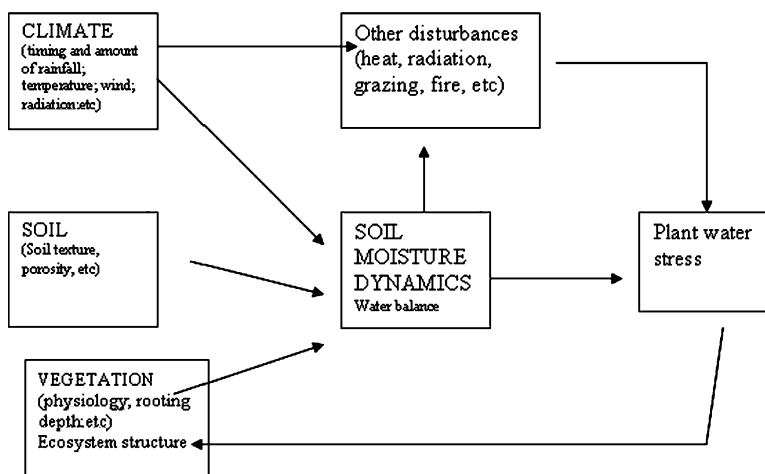 CLIMATE
(timing and amount
of rainfall;
temperature; wind;
radiation:etc)
Other disturbances
(heat, radiation,
grazing, fire, etc)
SOIL
(Soil texture,
porosity, etc)
SOIL
MOISTURE
DYNAMICS
Water balance
Plant water
stress
VEGETATION
(physiology, rooting
depth:etc)
Ecosystem structure